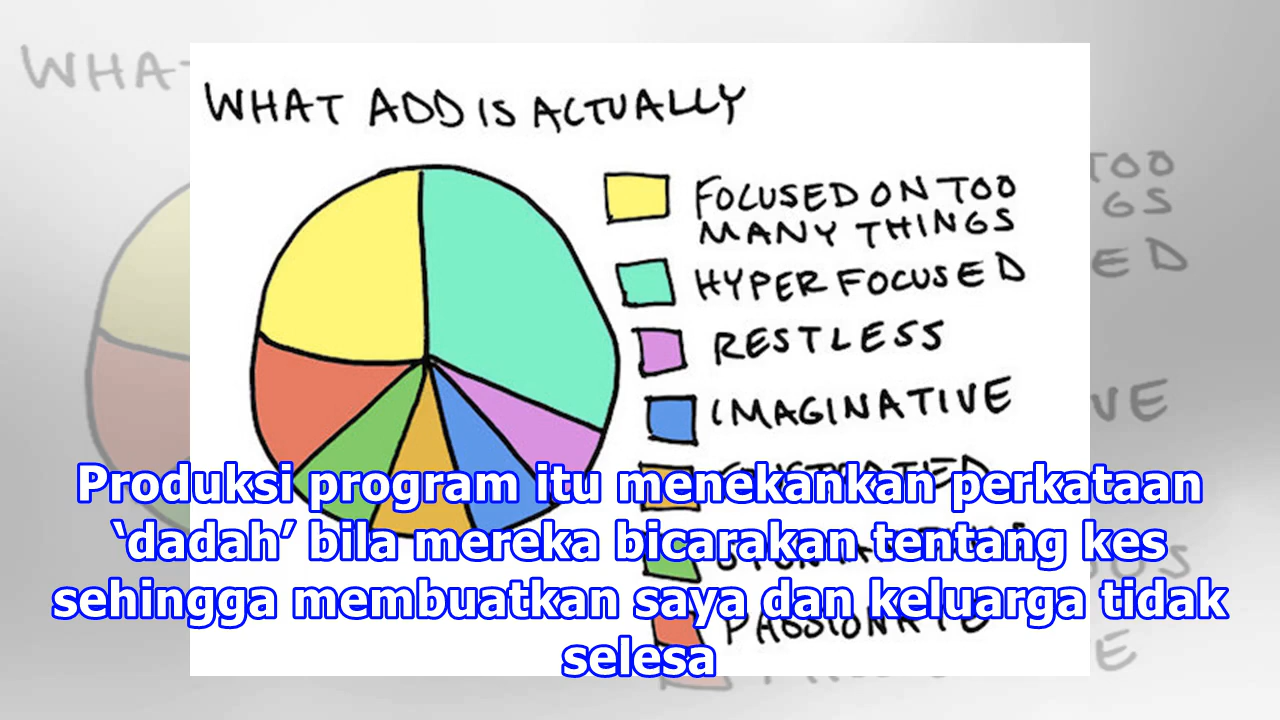 WHAT ADD IS ACTUALLY
FOCUSED ON TOO
MANY THINGS
HYPER FOCUSED
RESTLESS
IMAGINATIVE
PASSIONATE
Produksi program itu menekankan perkataan
‘dadah’ bila mereka bicarakan tentang kes
sehingga membuatkan saya dan keluarga tidak
selesa